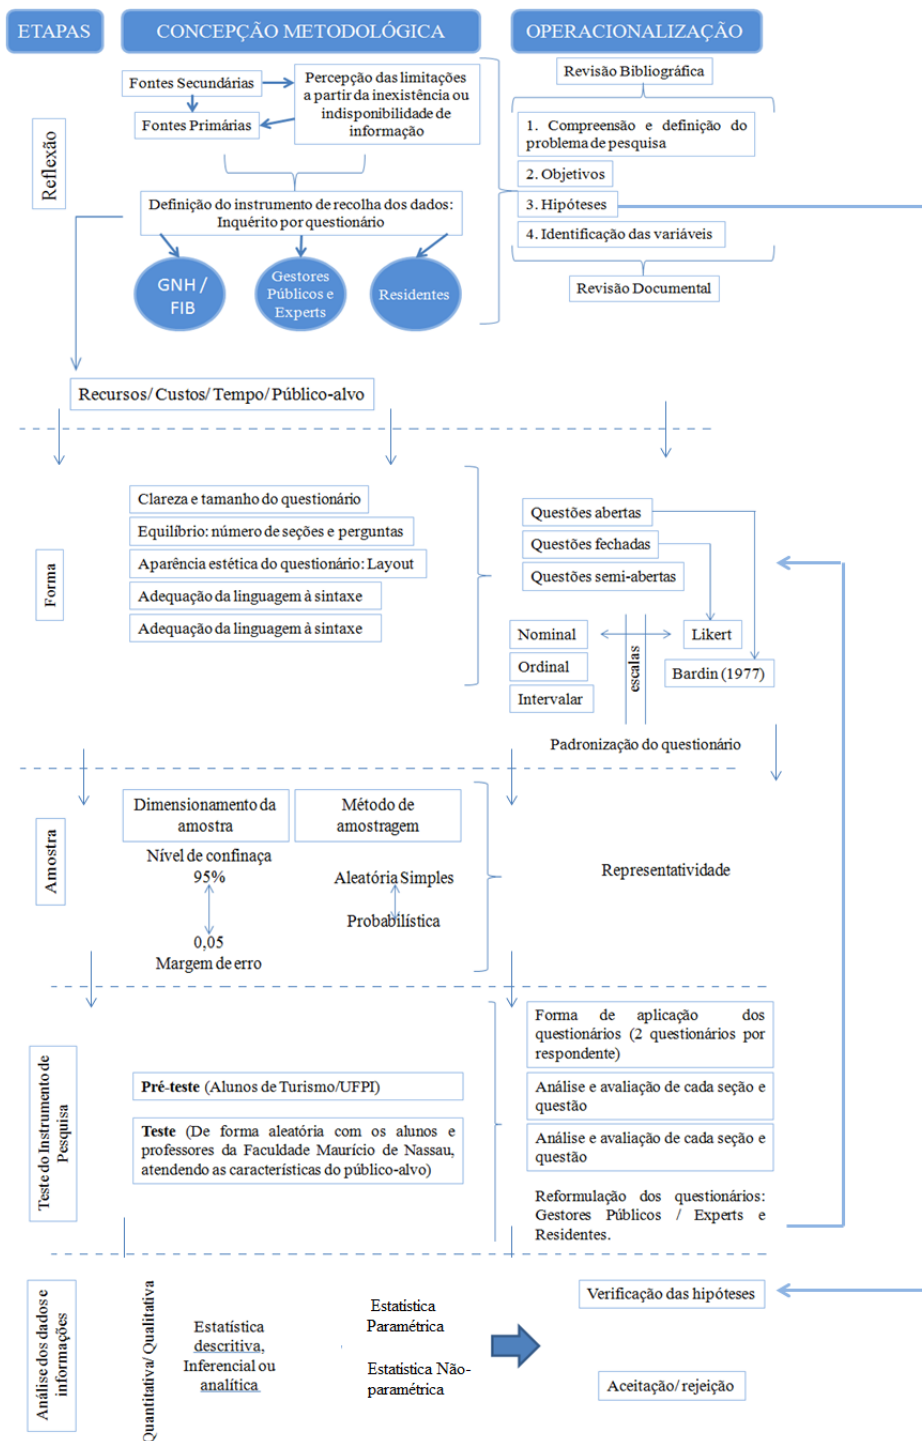 ETAPAS
CONCEPÇÃO METODOLÓGICA
OPERACIONALIZAÇÃO
Reflexão
Fontes Secundárias
Fontes Primárias
Percepção das limitações
a partir da inexistência ou
indisponibilidade de
informação
Definição do instrumento de recolha dos dados:
Inquérito por questionário
GNH /
FIB
Gestores
Públicos e
Experts
Residentes
Revisão Bibliográfica
1. Compreensão e definição do
problema de pesquisa
2. Objetivos
3. Hipóteses
4. Identificação das variáveis
Revisão Documental
Recursos/ Custos/ Tempo/ Público-alvo
Forma
Clareza e tamanho do questionário
Equilíbrio: número de seções e perguntas
Aparência estética do questionário: Layout
Adequação da linguagem à sintaxe
Adequação da linguagem à sintaxe
Questões abertas
Questões fechadas
Questões semi-abertas
Nominal
Ordinal
Intervalar
escalas
Likert
Bardin (1977)
Padronização do questionário
Amostra
Dimensionamento da
amostra
Nível de confinaça
95%
0,05
Margem de erro
Método de
amostragem
Aleatória Simples
Probabilística
Representatividade
Teste do Instrumento de
Pesquisa
Pré-teste (Alunos de Turismo/UFPI)
Teste (De forma aleatória com os alunos e
professores da Faculdade Maurício de Nassau,
atendendo as características do público-alvo)
Forma de aplicação dos
questionários (2 questionários por
respondente)
Análise e avaliação de cada seção e
questão
Análise e avaliação de cada seção e
questão
Reformulação dos questionários:
Gestores Públicos / Experts e
Residentes.
Análise dos dados e
informações
Quantitativa/ Qualitativa
Estatística
descritiva,
Inferencial ou
analítica
Estatística
Paramétrica
Estatística Não-
paramétrica
Verificação das hipóteses
Aceitação/ rejeição